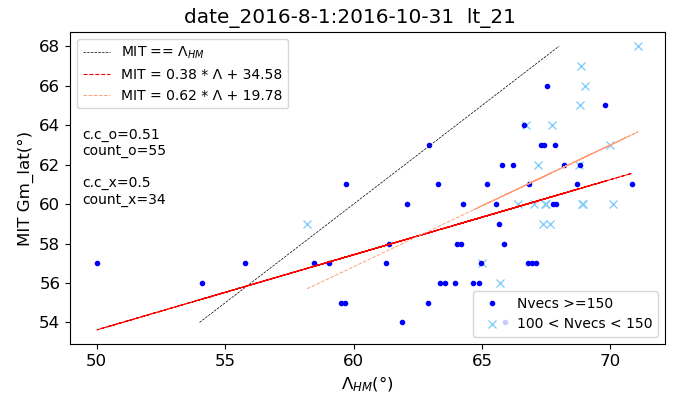 date_2016-8-1:2016-10-31  lt_21
MIT == Λ_HM
MIT = 0.38 * Λ + 34.58
MIT = 0.62 * Λ + 19.78
c.c_o=0.51
count_o=55
c.c_x=0.5
count_x=34
MIT Gm_lat(°)
68
66
64
62
60
58
56
54
Nvecs >=150
100 < Nvecs < 150
50 55 60 65 70
Λ_HM(°)